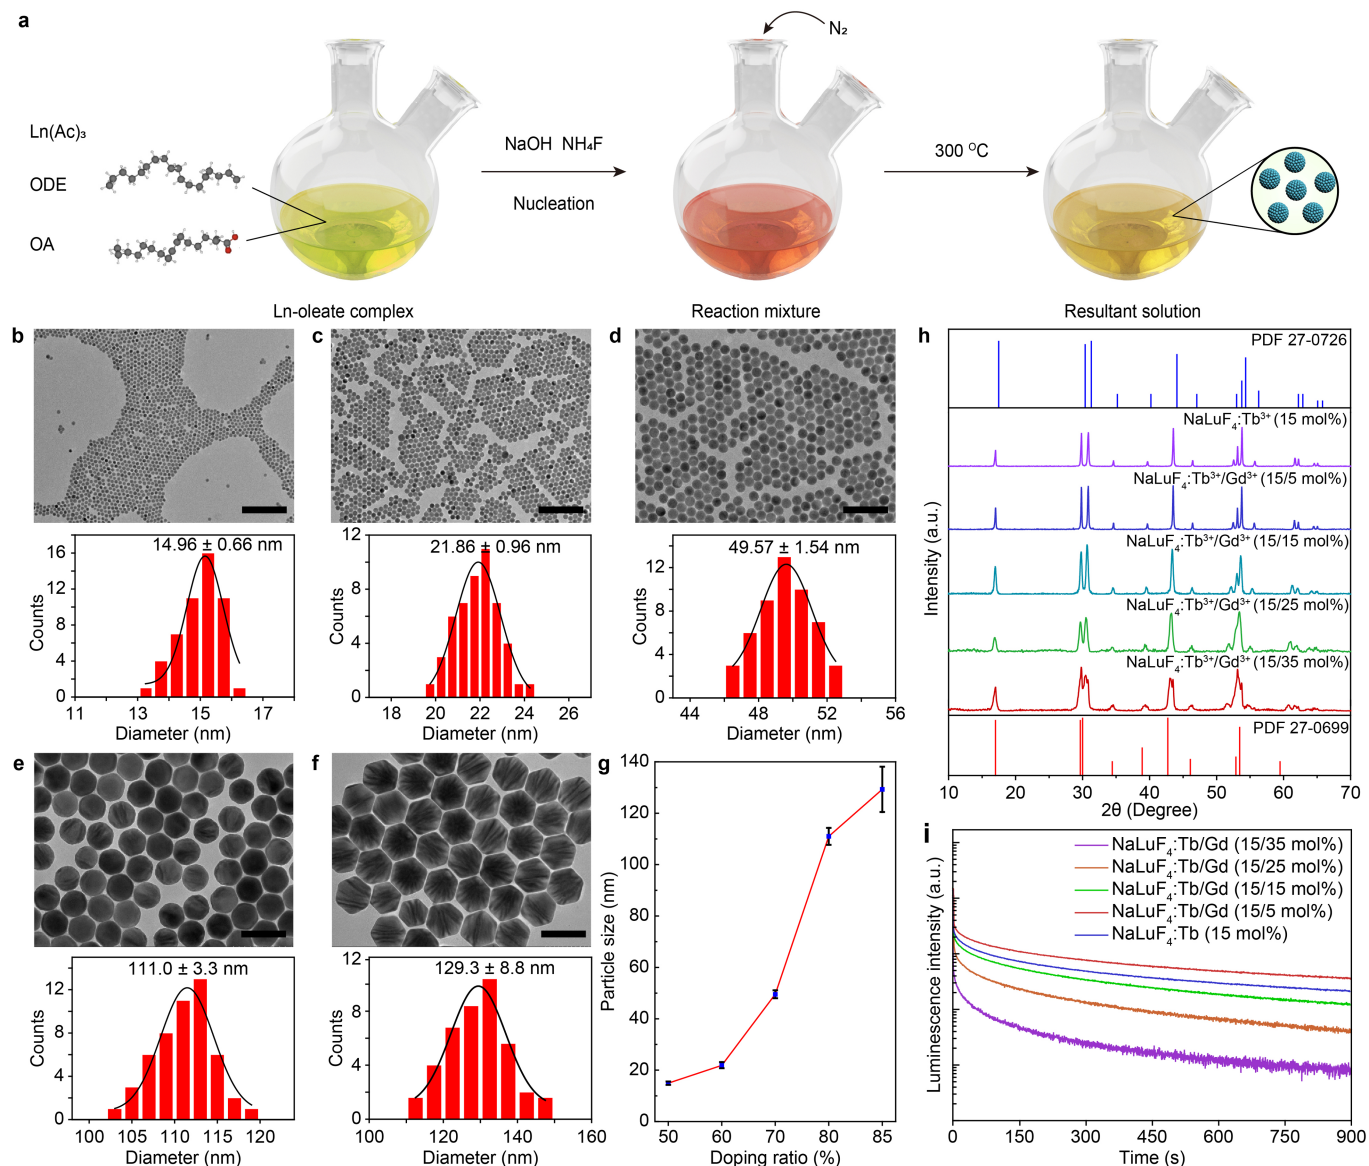 a
N₂
Ln(Ac)₃
ODE
OA
NaOH NH₄F
Nucleation
300 ᴼC
Ln-oleate complex
Reaction mixture
Resultant solution
b
14.96 ± 0.66 nm
Counts
16
12
8
4
0
11
13
15
17
Diameter (nm)
c
21.86 ± 0.96 nm
Counts
12
8
4
0
18
20
22
24
26
Diameter (nm)
d
49.57 ± 1.54 nm
Counts
12
8
4
0
44
48
52
56
Diameter (nm)
h
PDF 27-0726
NaLuF₄:Tb³⁺ (15 mol%)
NaLuF₄:Tb³⁺/Gd³⁺ (15/5 mol%)
NaLuF₄:Tb³⁺/Gd³⁺ (15/15 mol%)
NaLuF₄:Tb³⁺/Gd³⁺ (15/25 mol%)
NaLuF₄:Tb³⁺/Gd³⁺ (15/35 mol%)
PDF 27-0699
Intensity (a.u.)
10
20
30
40
50
60
70
2θ (Degree)
e
111.0 ± 3.3 nm
Counts
12
8
4
0
100
105
110
115
120
Diameter (nm)
f
129.3 ± 8.8 nm
Counts
12
8
4
0
100
120
140
160
Diameter (nm)
g
Particle size (nm)
140
120
100
80
60
40
20
0
50
60
70
80
85
Doping ratio (%)
i
NaLuF₄:Tb/Gd (15/35 mol%)
NaLuF₄:Tb/Gd (15/25 mol%)
NaLuF₄:Tb/Gd (15/15 mol%)
NaLuF₄:Tb/Gd (15/5 mol%)
NaLuF₄:Tb (15 mol%)
Luminescence intensity (a.u.)
0
150
300
450
600
750
900
Time (s)